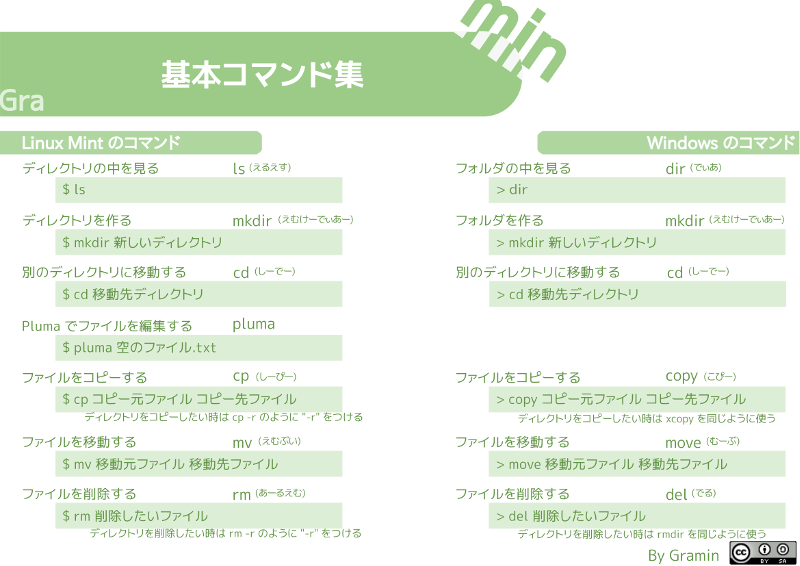 min
基本コマンド集
Gra
Linux Mint のコマンド
ディレクトリの中を見る ls (えるえす)
$ ls
ディレクトリを作る mkdir (えむけーでぃあー)
$ mkdir 新しいディレクトリ
別のディレクトリに移動する cd (しーでー)
$ cd 移動先ディレクトリ
Pluma でファイルを編集する pluma
$ pluma 空のファイル.txt
ファイルをコピーする cp (しーぴー)
$ cp コピー元ファイル コピー先ファイル
ディレクトリをコピーしたい時は cp -r のように "-r" をつける
ファイルを移動する mv (えむぶい)
$ mv 移動元ファイル 移動先ファイル
ファイルを削除する rm (あーるえむ)
$ rm 削除したいファイル
ディレクトリを削除したい時は rm -r のように "-r" をつける
Windows のコマンド
フォルダの中を見る dir (でぃあ)
> dir
フォルダを作る mkdir (えむけーでぃあー)
> mkdir 新しいディレクトリ
別のディレクトリに移動する cd (しーでー)
> cd 移動先ディレクトリ
ファイルをコピーする copy (こぴー)
> copy コピー元ファイル コピー先ファイル
ディレクトリをコピーしたい時は xcopy を同じように使う
ファイルを移動する move (むーぶ)
> move 移動元ファイル 移動先ファイル
ファイルを削除する del (でる)
> del 削除したいファイル
ディレクトリを削除したい時は rmdir を同じように使う
By Gramin
cc
BY SA